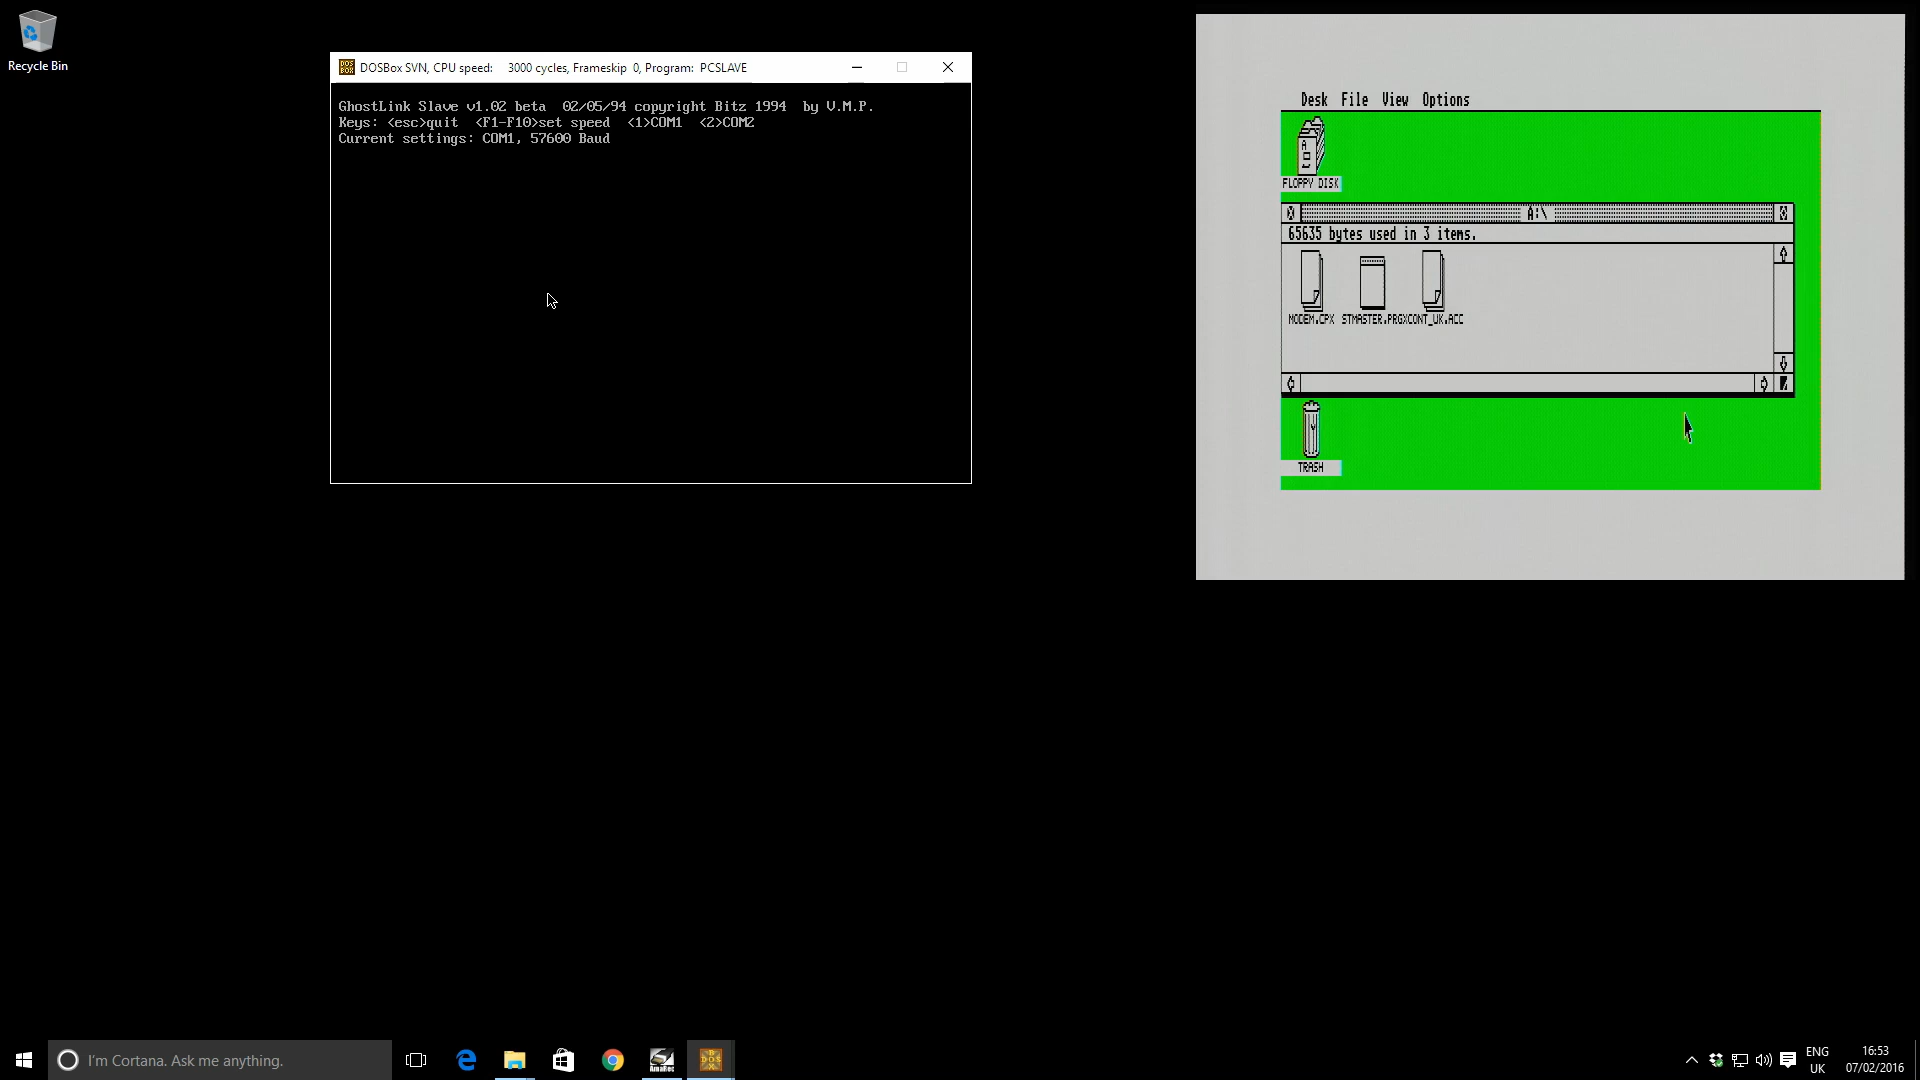 Recycle Bin
DOSBox SVN, CPU speed: 3000 cycles, Frameskip 0, Program: PCSLAVE
GhostLink Slave v1.02 beta 02/05/94 copyright Bitz 1994 by V.M.P.
Keys: <esc>quit <F1-F10>set speed <1>COM1 <2>COM2
Current settings: COM1, 57600 Baud
Desk File View Options
A
FLOPPY DISK
A:\
65635 bytes used in 3 items.
MODEM.CPX STMASTER.PRGXCONT_UK.ACC
TRASH
I'm Cortana. Ask me anything.
AmaRec
DOS
ENG
UK
16:53
07/02/2016